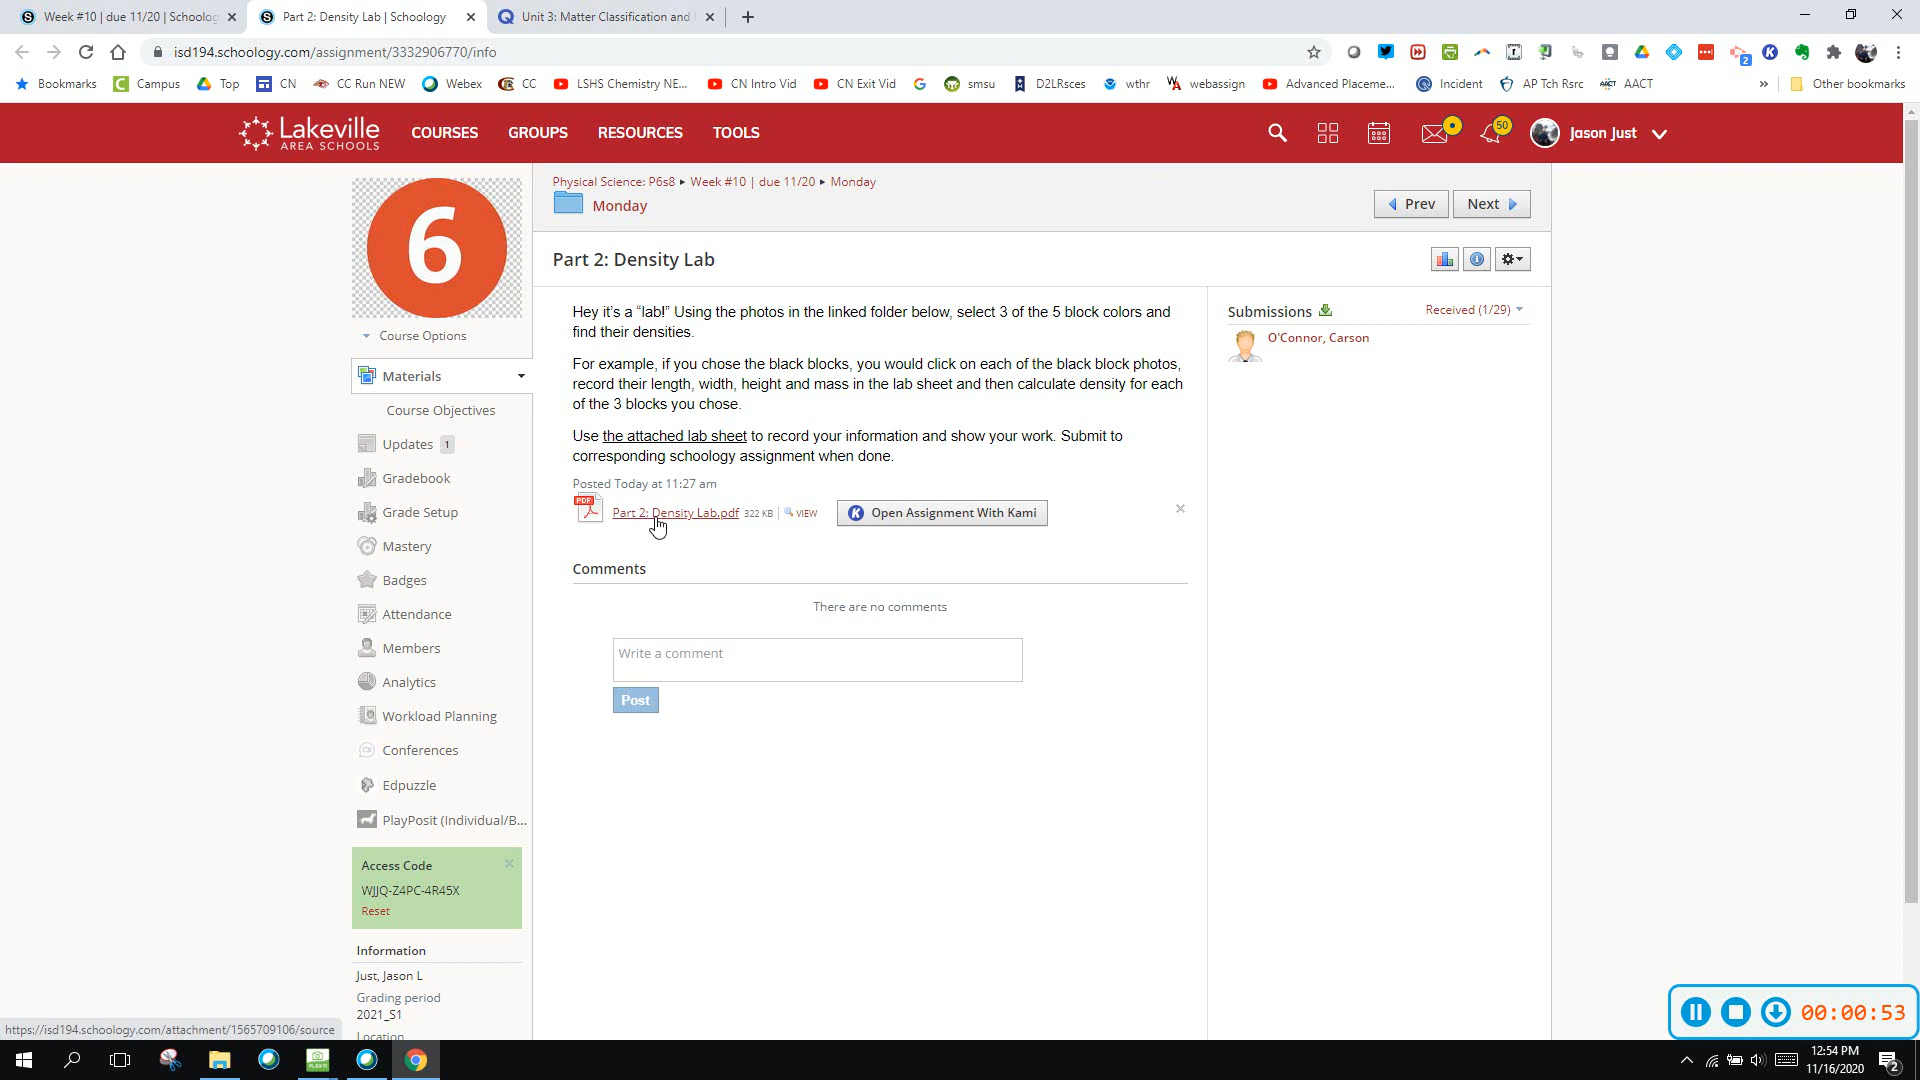 Week #10 | due 11/20 | Schoolog
Part 2: Density Lab | Schoology
Unit 3: Matter Classification and
isd194.schoology.com/assignment/3332906770/info
Bookmarks
Campus
Top
CN
CC Run NEW
Webex
CC
LSHS Chemistry NE...
CN Intro Vid
CN Exit Vid
smsu
D2LRsces
wthr
webassign
Advanced Placeme...
Incident
AP Tch Rsrc
AACT
Other bookmarks
Lakeville
AREA SCHOOLS
COURSES
GROUPS
RESOURCES
TOOLS
50
Jason Just
6
Course Options
Materials
Course Objectives
Updates 1
Gradebook
Grade Setup
Mastery
Badges
Attendance
Members
Analytics
Workload Planning
Conferences
Edpuzzle
PlayPosit (Individual/B...
Access Code
WJJQ-Z4PC-4R45X
Reset
Information
Just, Jason L
Grading period
2021_S1
Location
Physical Science: P6s8 ▸ Week #10 | due 11/20 ▸ Monday
Monday
Prev
Next
Part 2: Density Lab
Hey it’s a “lab!” Using the photos in the linked folder below, select 3 of the 5 block colors and
find their densities.
For example, if you chose the black blocks, you would click on each of the black block photos,
record their length, width, height and mass in the lab sheet and then calculate density for each
of the 3 blocks you chose.
Use the attached lab sheet to record your information and show your work. Submit to
corresponding schoology assignment when done.
Posted Today at 11:27 am
PDF
Part 2: Density Lab.pdf 322 KB | VIEW
Open Assignment With Kami
Comments
There are no comments
Write a comment
Post
Submissions
Received (1/29)
O'Connor, Carson
https://isd194.schoology.com/attachment/1565709106/source
00:00:53
12:54 PM
11/16/2020
2